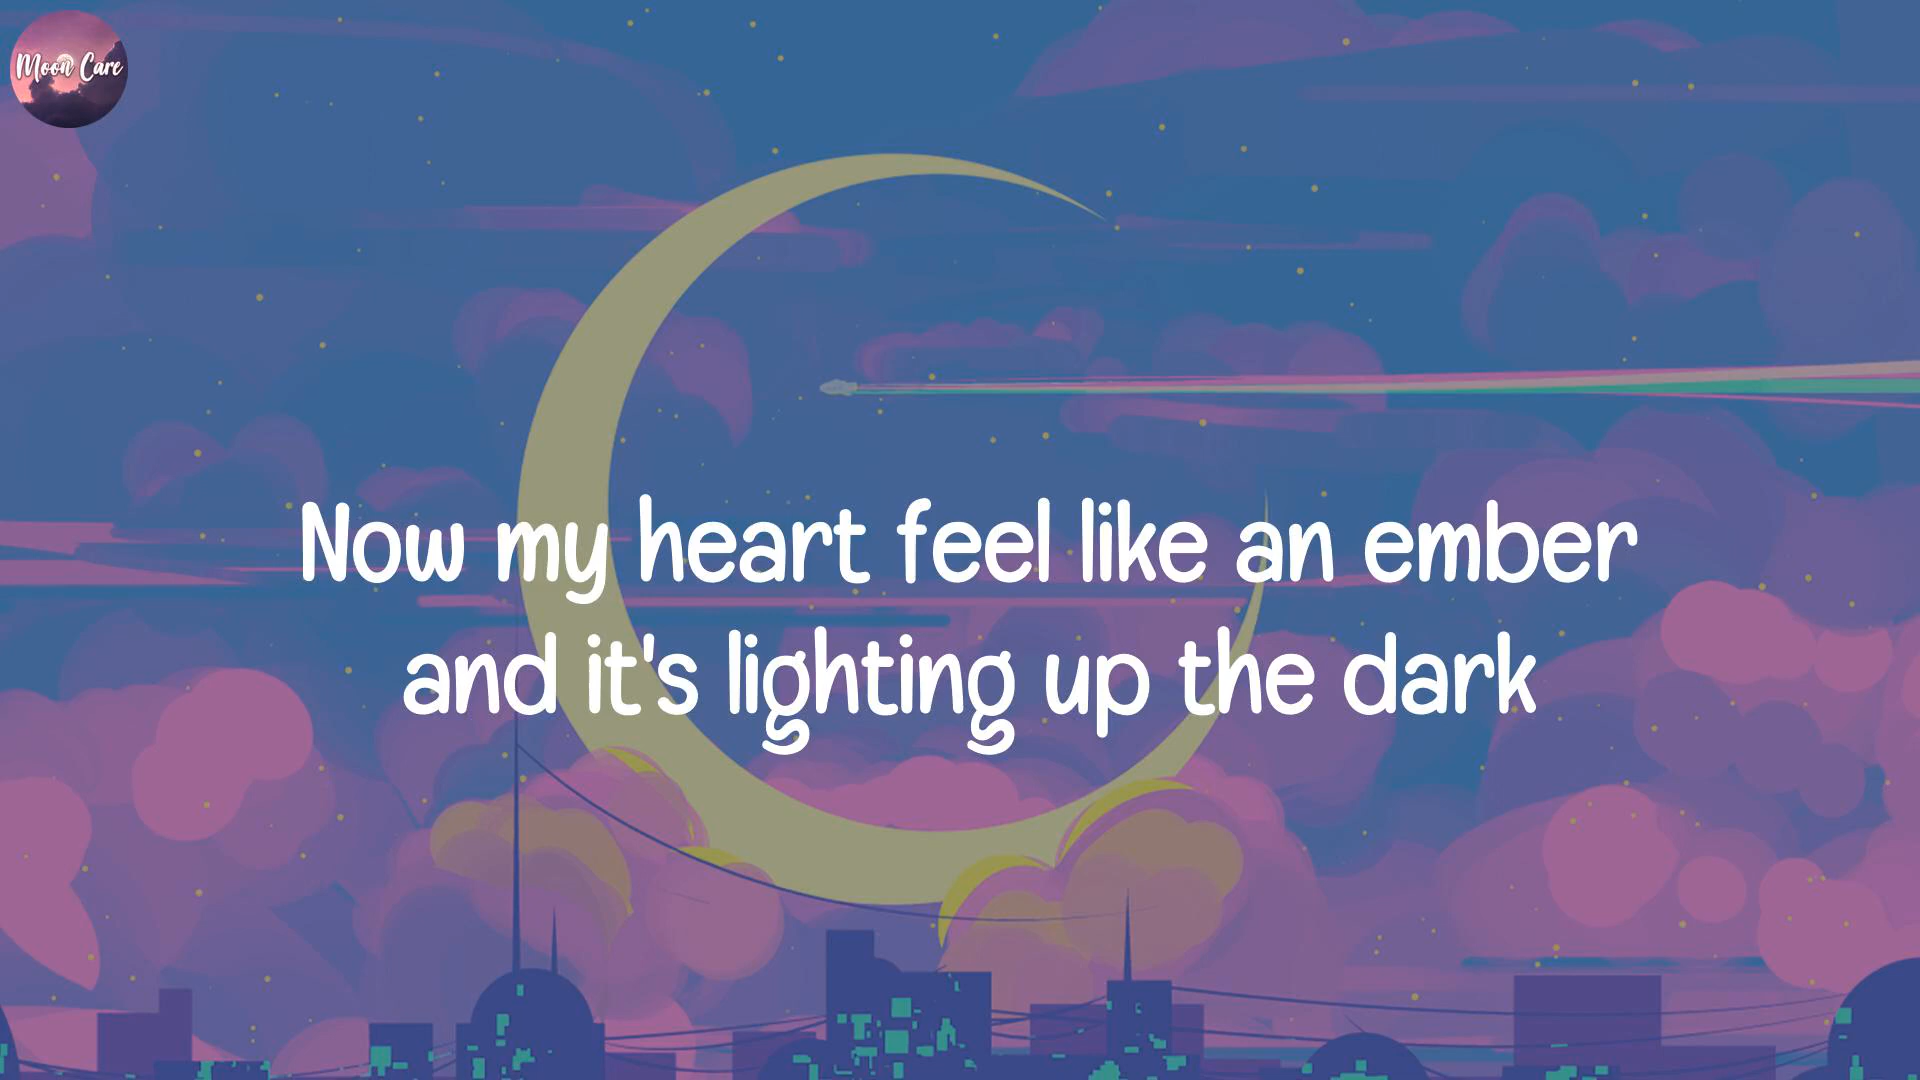 Moon Care
Now my heart feel like an ember
and it's lighting up the dark